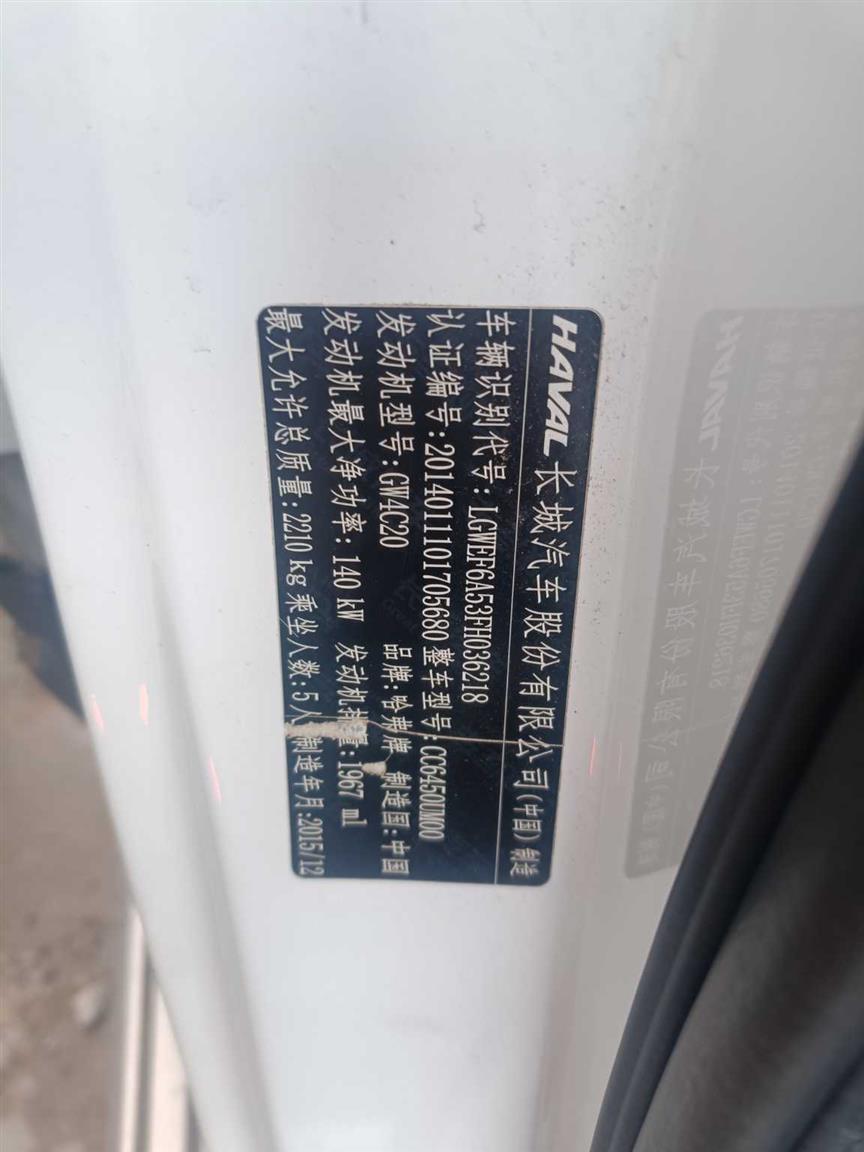 HAVAL 长城汽车股份有限公司(中国) 制造
车辆识别代号: LGWEF6A53FH036218
认证编号:2014011101705680 整车型号:CC6450UM00
发动机型号: GW4C20 品牌:哈弗牌 制造国:中国
发动机最大净功率: 140 kW 发动机排量:1967 ml
最大允许总质量:2210 kg 乘坐人数:5人 制造年月:2015/12